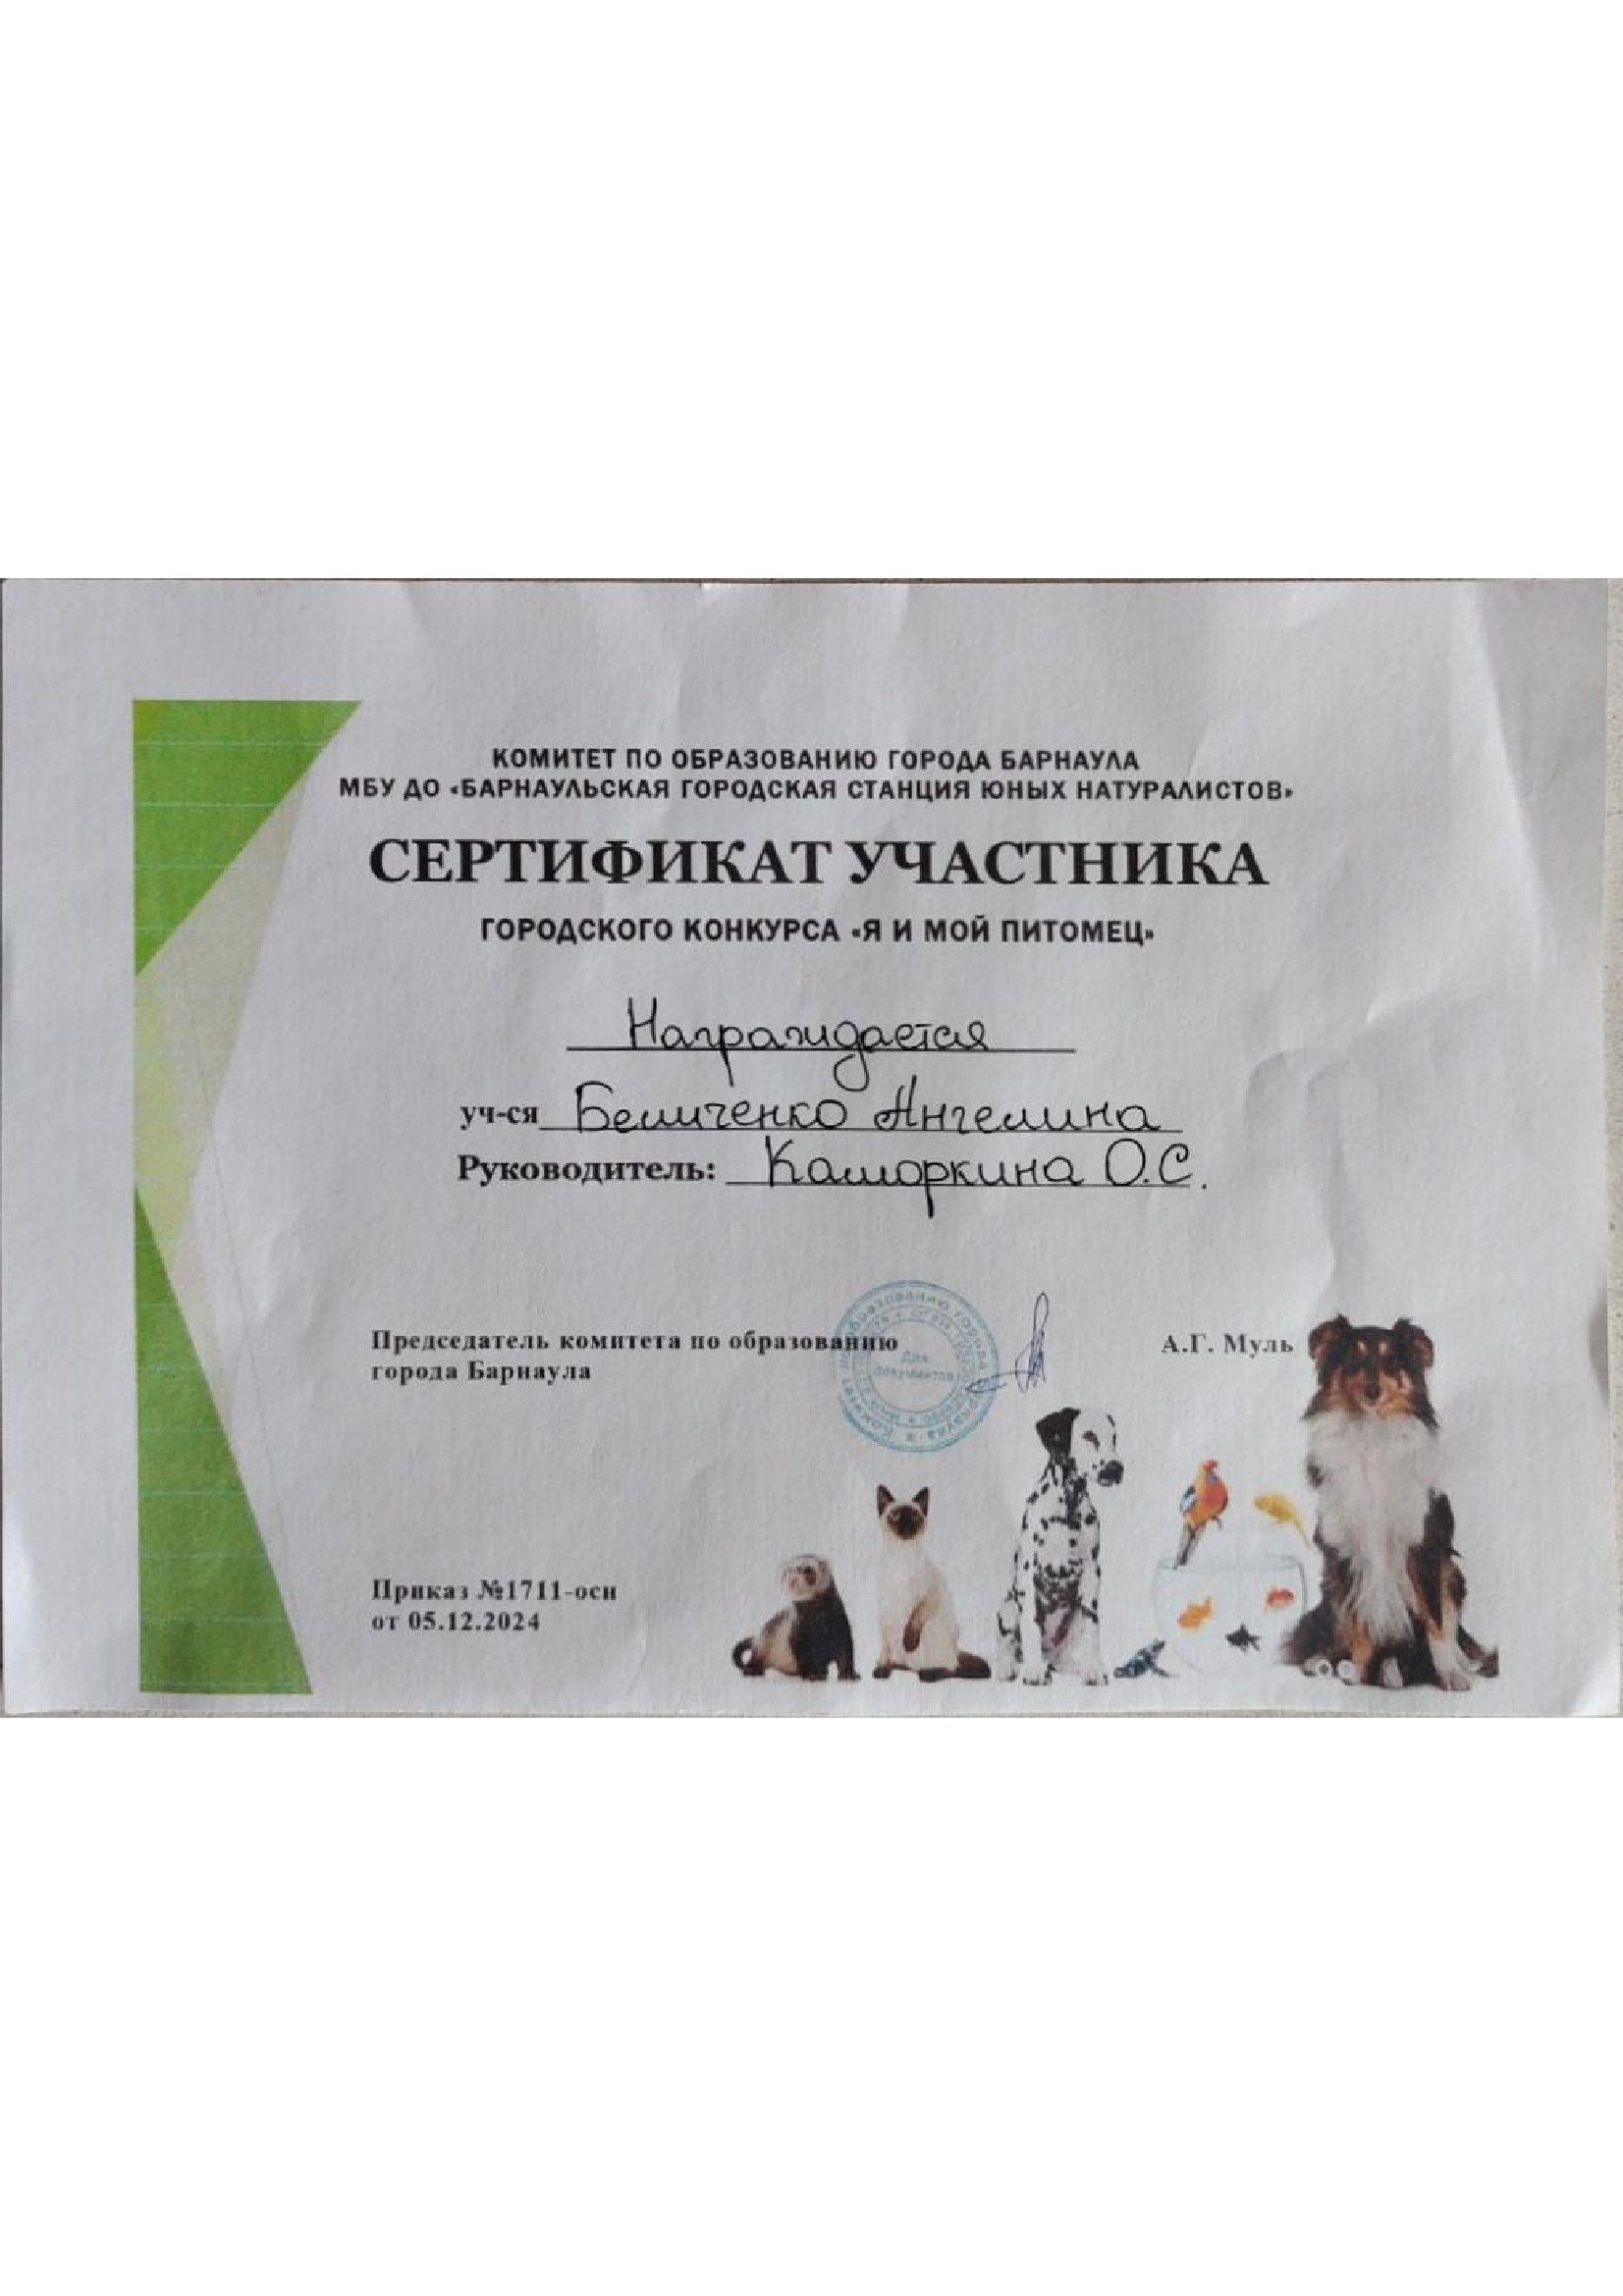 КОМИТЕТ ПО ОБРАЗОВАНИЮ ГОРОДА БАРНАУЛА
МБУ ДО «БАРНАУЛЬСКАЯ ГОРОДСКАЯ СТАНЦИЯ ЮНЫХ НАТУРАЛИСТОВ»
СЕРТИФИКАТ УЧАСТНИКА
ГОРОДСКОГО КОНКУРСА «Я И МОЙ ПИТОМЕЦ»
Награждается
уч-ся Беличенко Ангелина
Руководитель: Каморкина О.С.
Председатель комитета по образованию
города Барнаула
А.Г. Муль
Для
документов
Приказ №1711-осн
от 05.12.2024